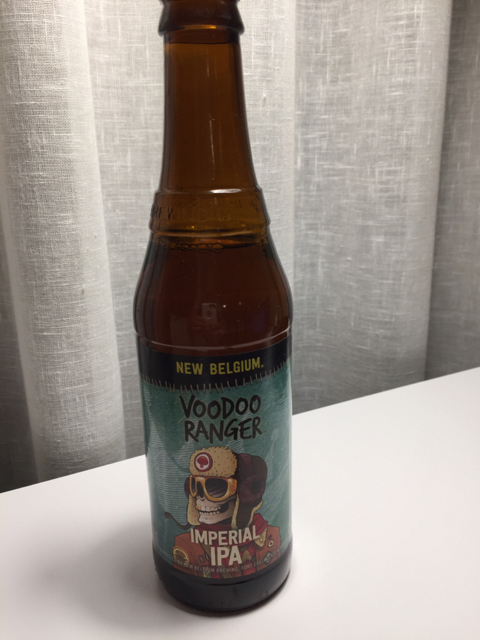 NEW BELGIUM
VOODOO
RANGER
IMPERIAL
IPA